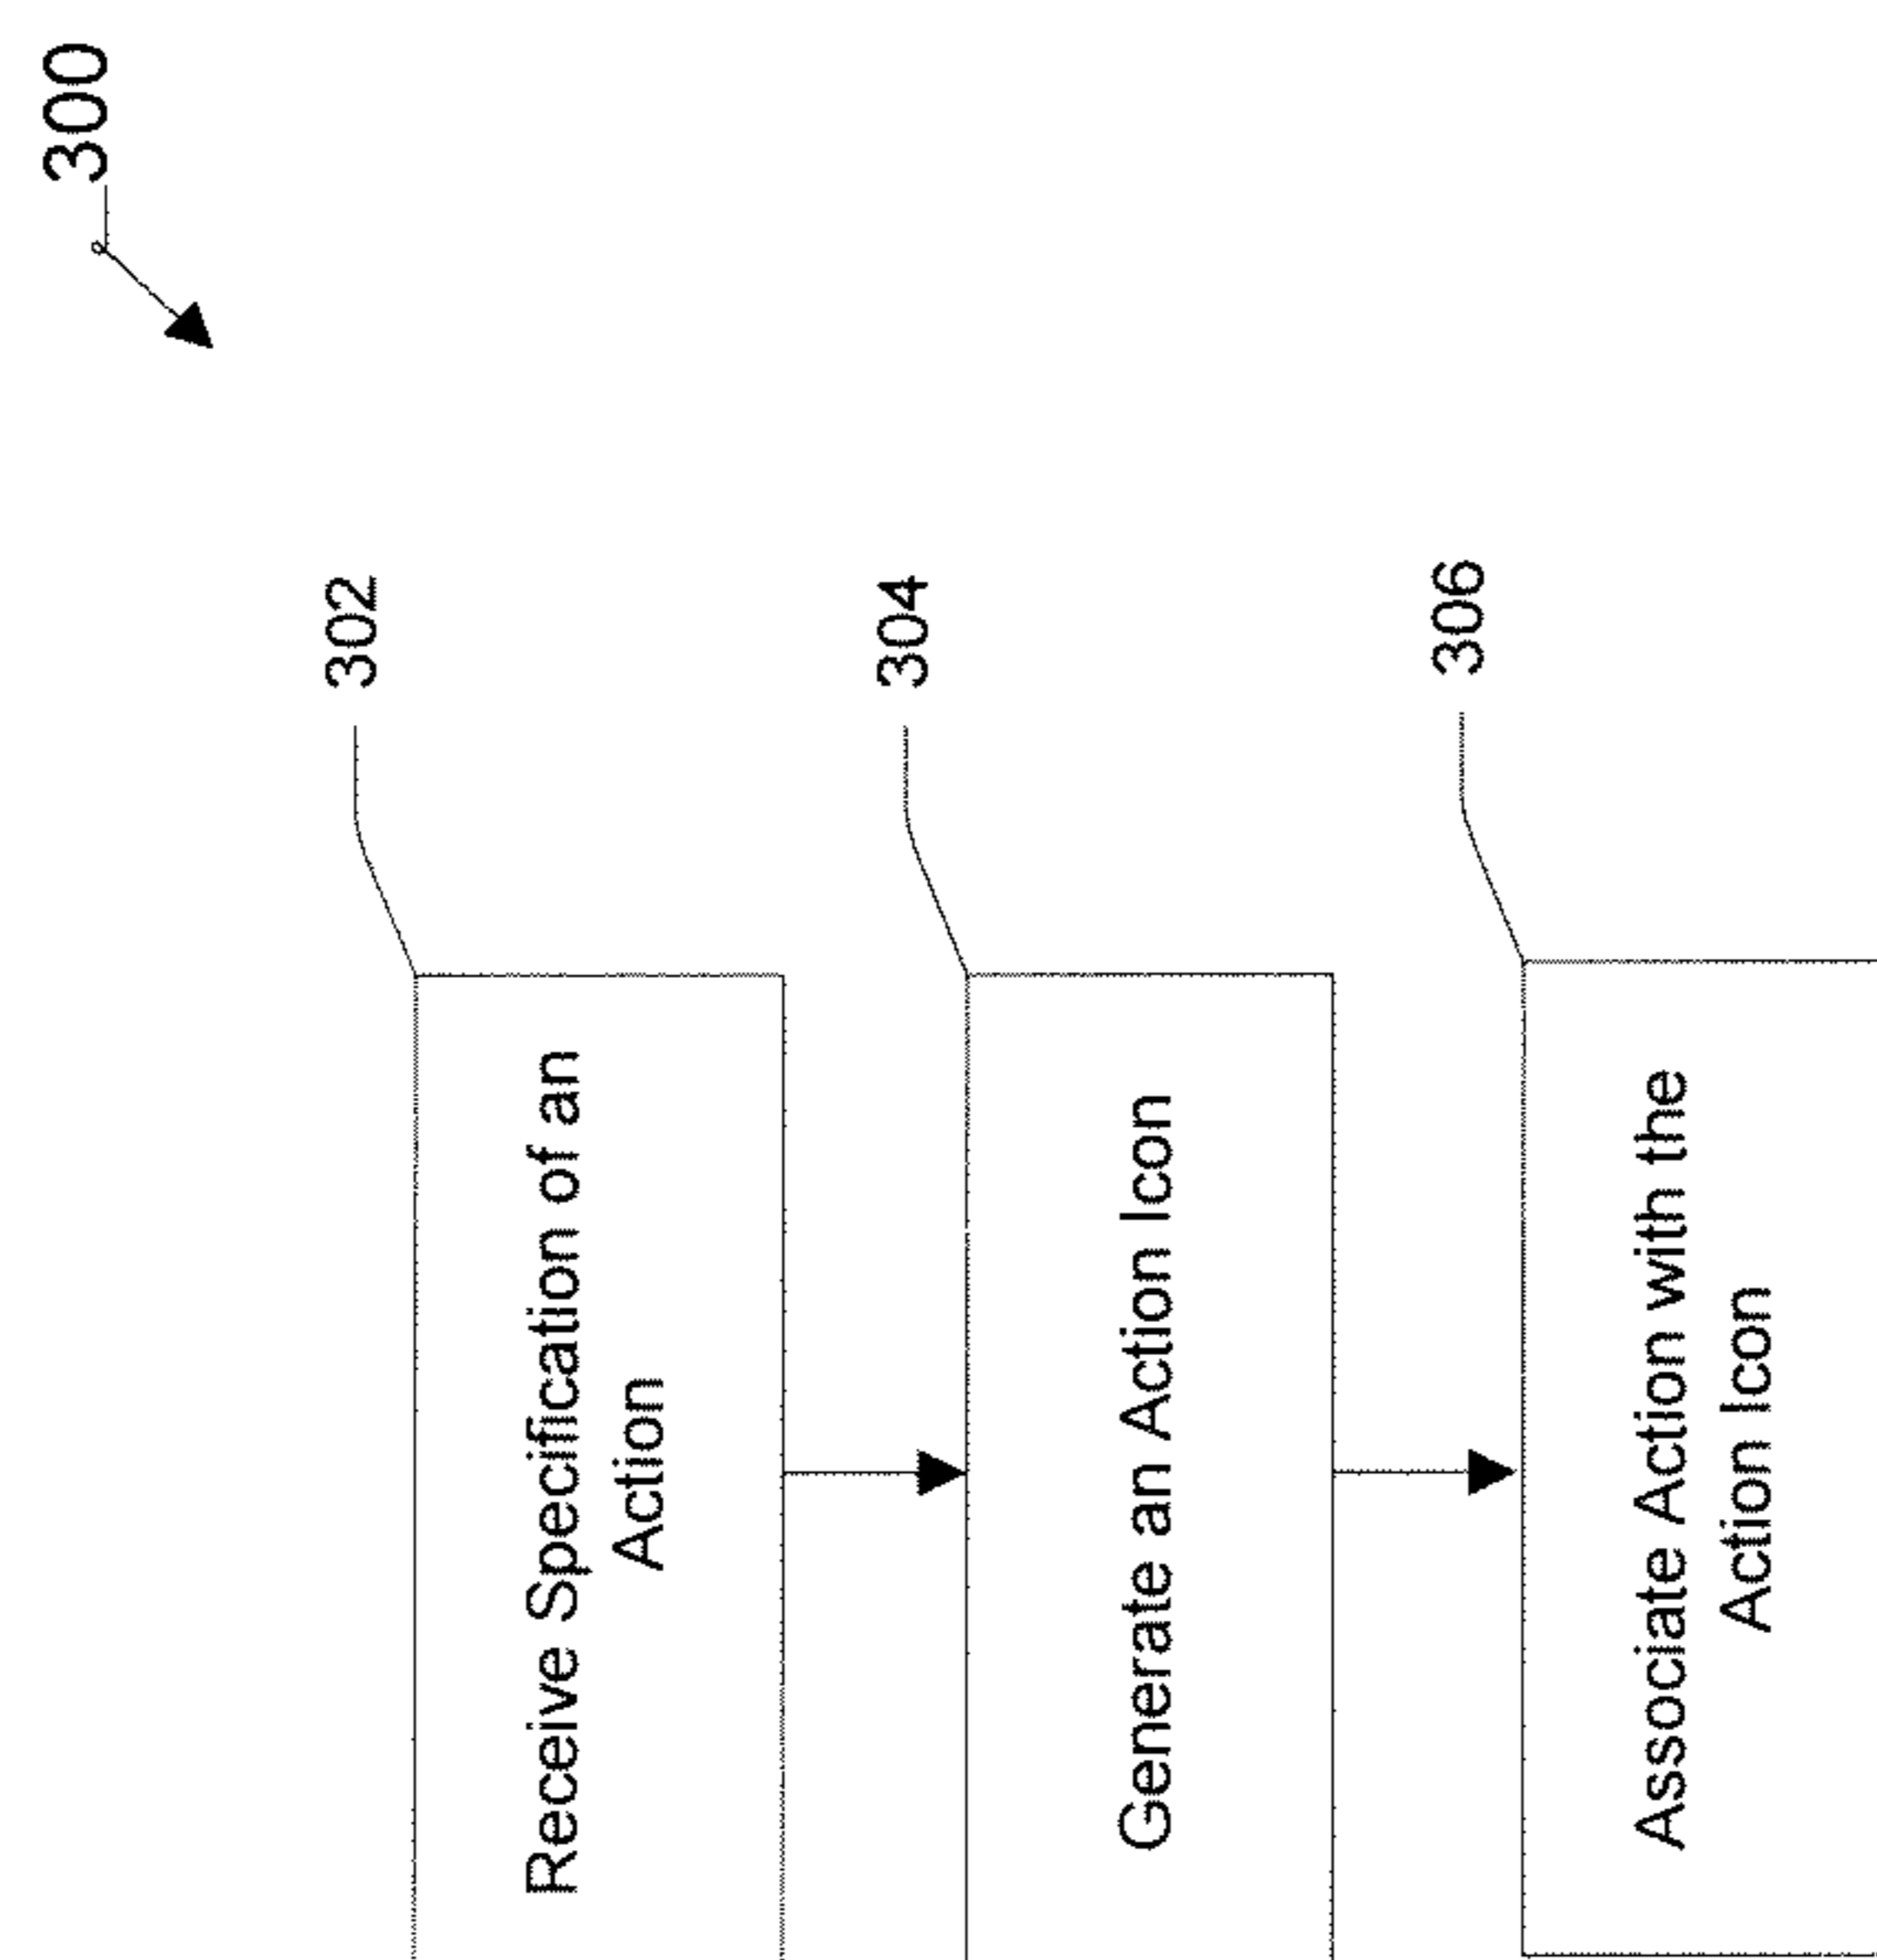 300
302
Receive Specification of an
Action
304
Generate an Action Icon
306
Associate Action with the
Action Icon